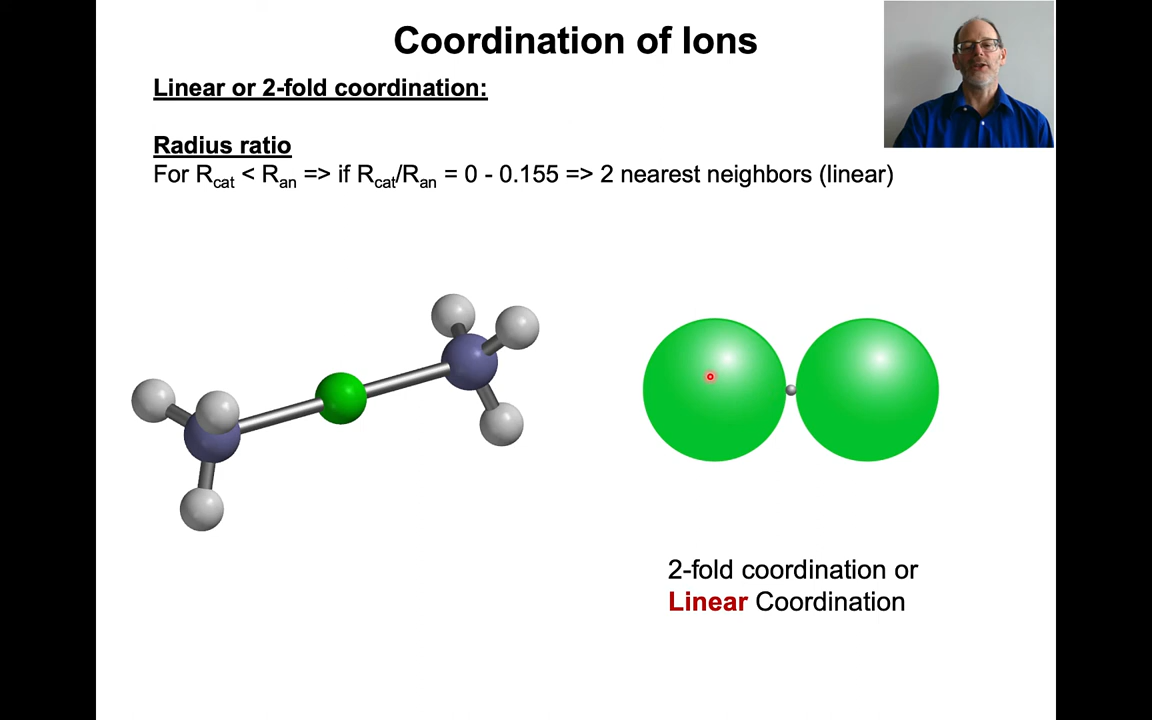 Coordination of Ions
Linear or 2-fold coordination:
Radius ratio
For Rcat < Ran => if Rcat/Ran = 0 - 0.155 => 2 nearest neighbors (linear)
2-fold coordination or
Linear Coordination